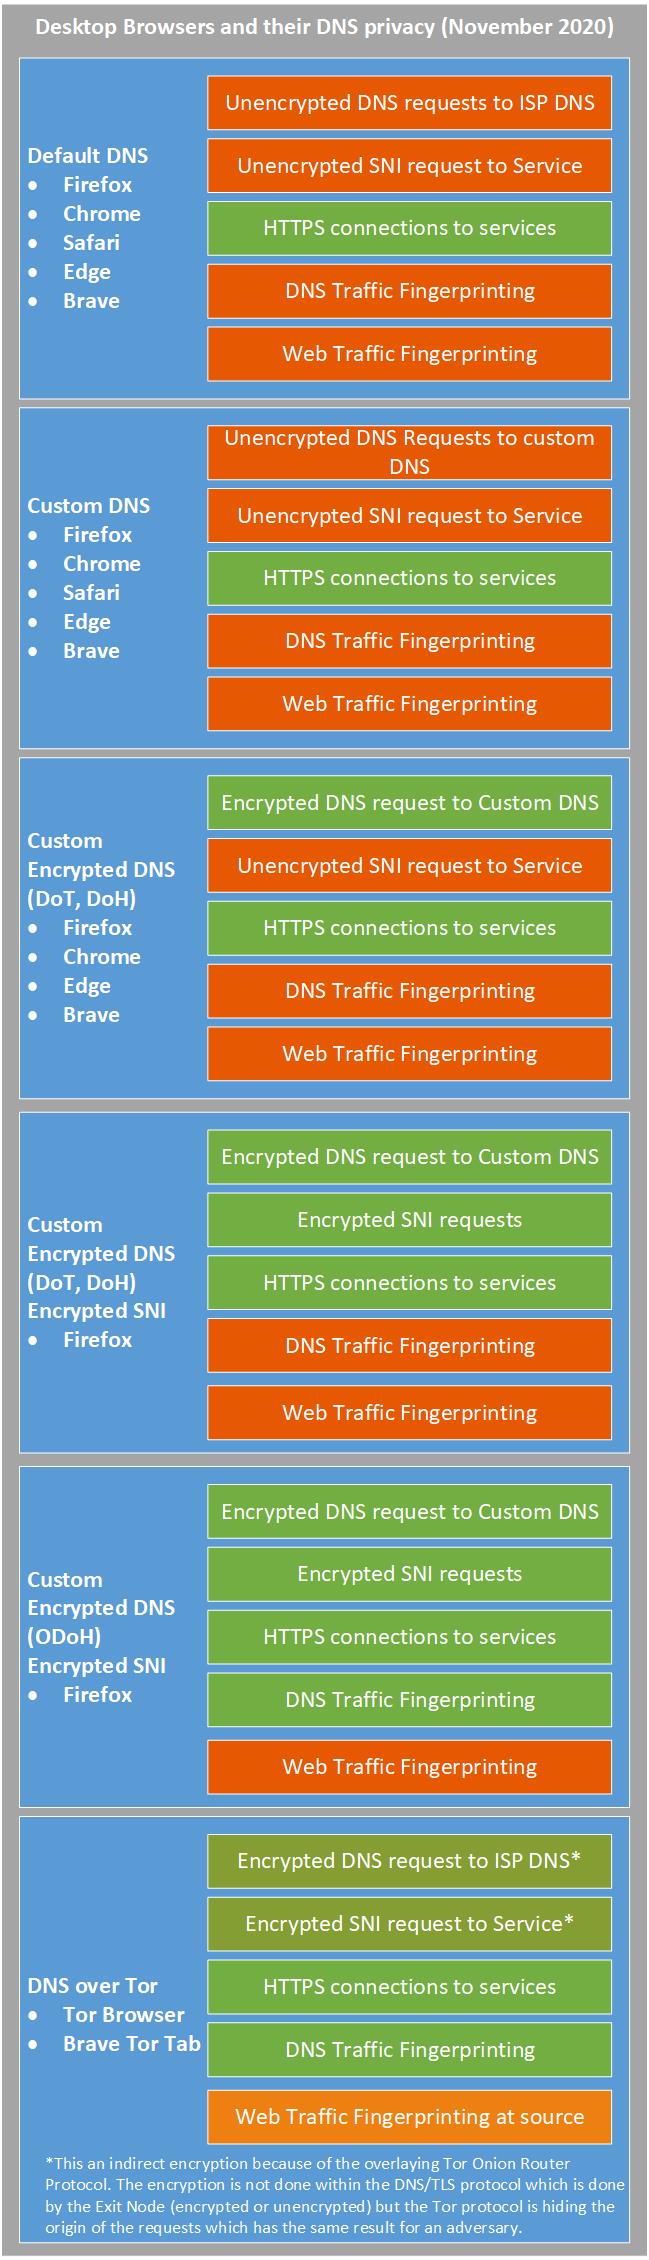 Desktop Browsers and their DNS privacy (November 2020)
Default DNS
• Firefox
• Chrome
• Safari
• Edge
• Brave
Unencrypted DNS requests to ISP DNS
Unencrypted SNI request to Service
HTTPS connections to services
DNS Traffic Fingerprinting
Web Traffic Fingerprinting
Custom DNS
• Firefox
• Chrome
• Safari
• Edge
• Brave
Unencrypted DNS Requests to custom
DNS
Unencrypted SNI request to Service
HTTPS connections to services
DNS Traffic Fingerprinting
Web Traffic Fingerprinting
Custom
Encrypted DNS
(DoT, DoH)
• Firefox
• Chrome
• Edge
• Brave
Encrypted DNS request to Custom DNS
Unencrypted SNI request to Service
HTTPS connections to services
DNS Traffic Fingerprinting
Web Traffic Fingerprinting
Custom
Encrypted DNS
(DoT, DoH)
Encrypted SNI
• Firefox
Encrypted DNS request to Custom DNS
Encrypted SNI requests
HTTPS connections to services
DNS Traffic Fingerprinting
Web Traffic Fingerprinting
Custom
Encrypted DNS
(ODoH)
Encrypted SNI
• Firefox
Encrypted DNS request to Custom DNS
Encrypted SNI requests
HTTPS connections to services
DNS Traffic Fingerprinting
Web Traffic Fingerprinting
DNS over Tor
• Tor Browser
• Brave Tor Tab
Encrypted DNS request to ISP DNS*
Encrypted SNI request to Service*
HTTPS connections to services
DNS Traffic Fingerprinting
Web Traffic Fingerprinting at source
*This an indirect encryption because of the overlaying Tor Onion Router
Protocol. The encryption is not done within the DNS/TLS protocol which is done
by the Exit Node (encrypted or unencrypted) but the Tor protocol is hiding the
origin of the requests which has the same result for an adversary.